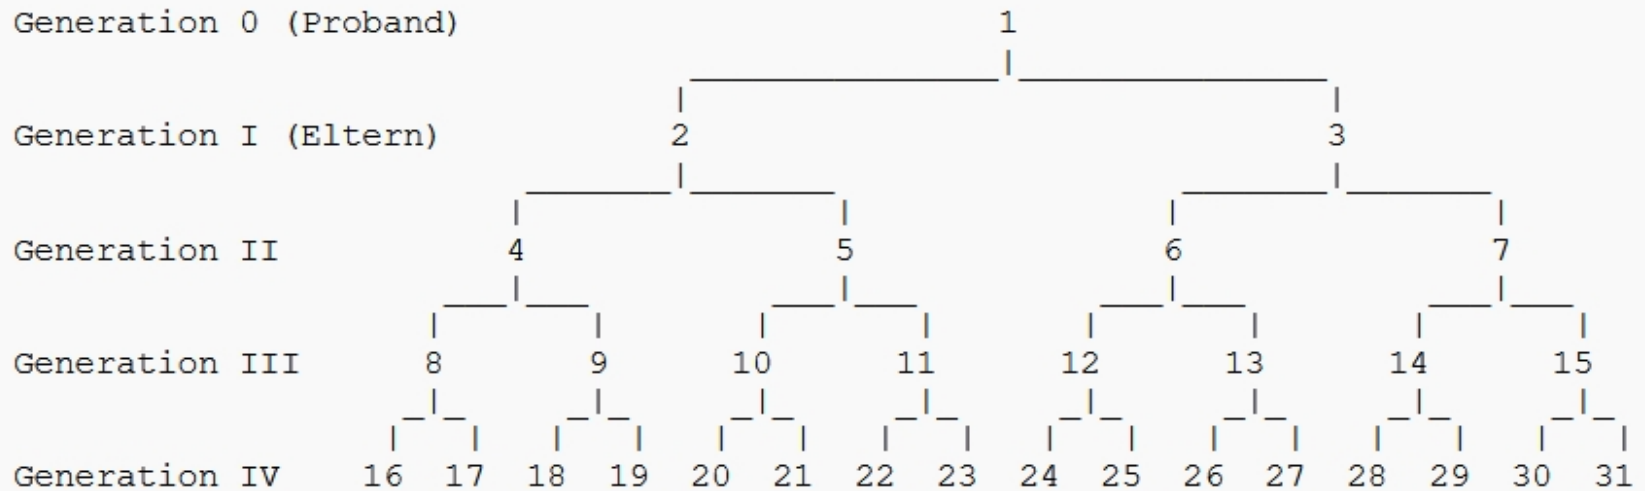 Generation 0 (Proband) 1
Generation I (Eltern) 2 3
Generation II 4 5 6 7
Generation III 8 9 10 11 12 13 14 15
Generation IV 16 17 18 19 20 21 22 23 24 25 26 27 28 29 30 31